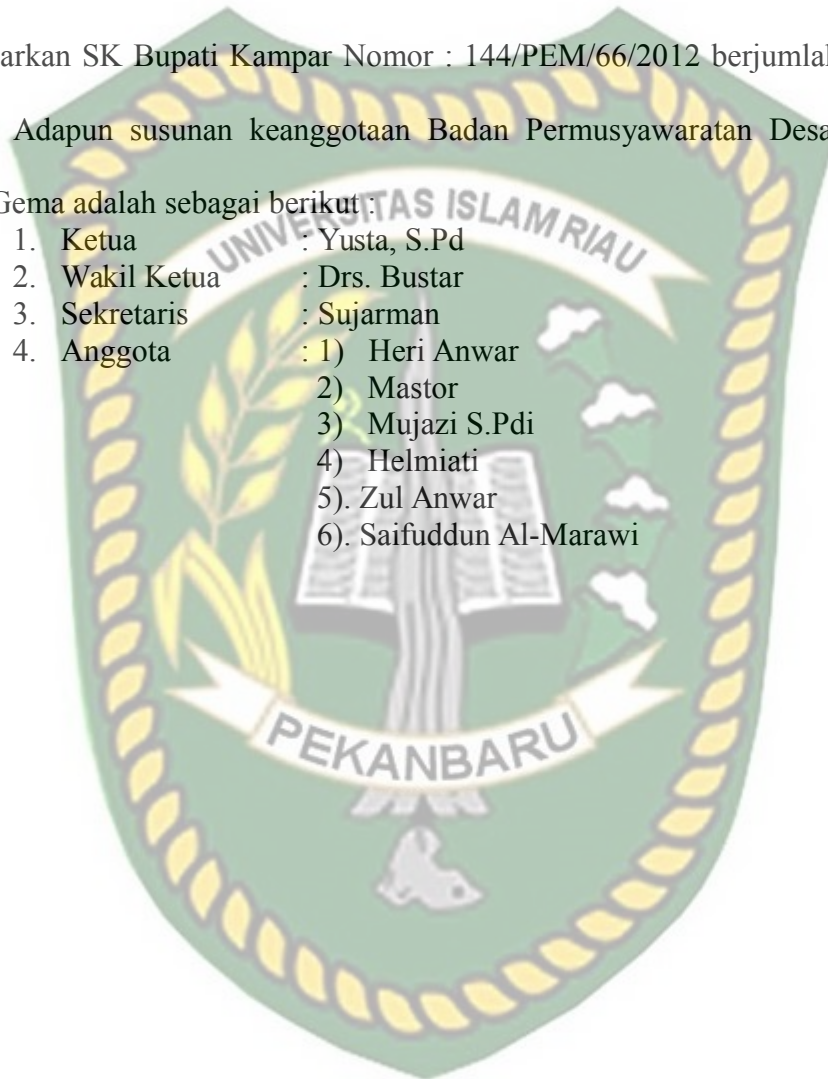 arkan SK Bupati Kampar Nomor : 144/PEM/66/2012 berjumlah
Adapun susunan keanggotaan Badan Permusyawaratan Desa
Gema adalah sebagai berikut :
UNIVERSITAS ISLAM RIAU
1. Ketua : Yusta, S.Pd
2. Wakil Ketua : Drs. Bustar
3. Sekretaris : Sujarman
4. Anggota : 1) Heri Anwar
2) Mastor
3) Mujazi S.Pdi
4) Helmiati
5). Zul Anwar
6). Saifuddun Al-Marawi
PEKANBARU